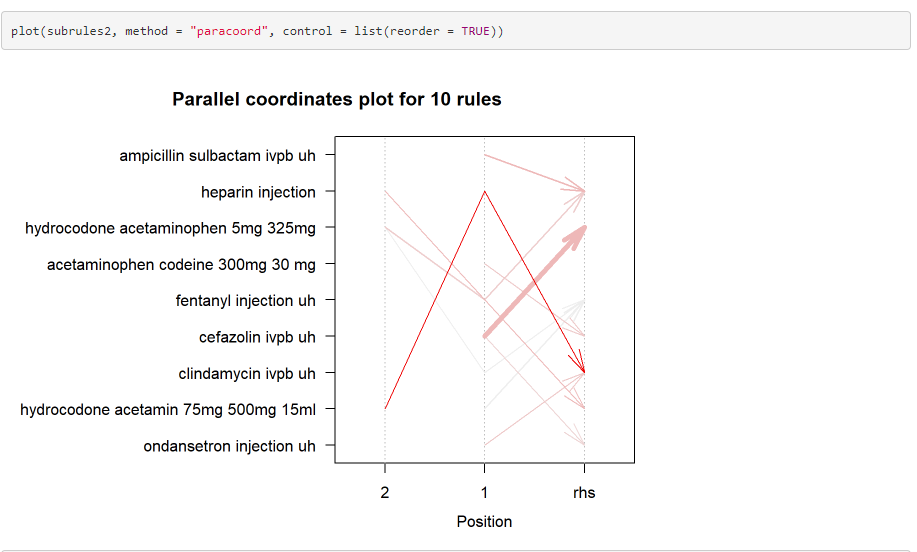 plot(subrules2, method = "paracoord", control = list(reorder = TRUE))
Parallel coordinates plot for 10 rules
ampicillin sulbactam ivpb uh
heparin injection
hydrocodone acetaminophen 5mg 325mg
acetaminophen codeine 300mg 30 mg
fentanyl injection uh
cefazolin ivpb uh
clindamycin ivpb uh
hydrocodone acetamin 75mg 500mg 15ml
ondansetron injection uh
2 1 rhs
Position